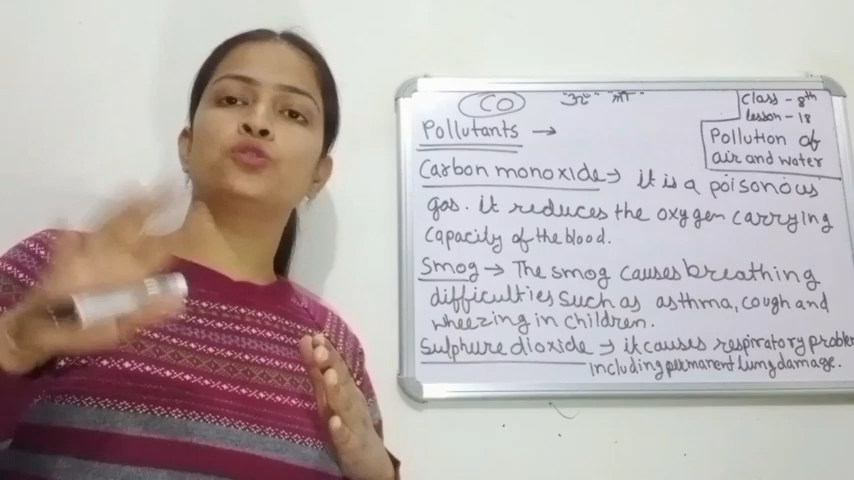 CO
Class - 8th
lesson - 18
Pollution of
air and water
Pollutants →
Carbon monoxide → it is a poisonous
gas. it reduces the oxygen carrying
capacity of the blood.
Smog → The smog causes breathing
difficulties such as asthma, cough and
wheezing in children.
Sulphure dioxide → it causes respiratory problem
including permanent lung damage.